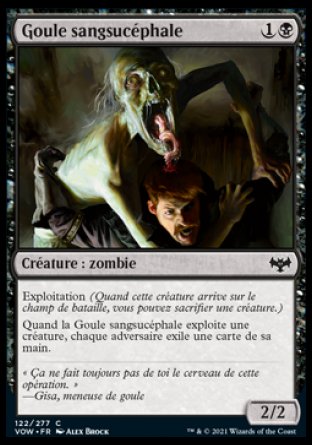 Goule sangsucéphale 1
Créature : zombie
Exploitation (Quand cette créature arrive sur le
champ de bataille, vous pouvez sacrifier une créature.)
Quand la Goule sangsucéphale exploite une
créature, chaque adversaire exile une carte de
sa main.
« Ça ne fait toujours pas de toi le cerveau de cette
opération. »
—Gisa, meneuse de goule
2/2
122/277 C
VOW • FR Alex Brock
™ & © 2021 Wizards of the Coast